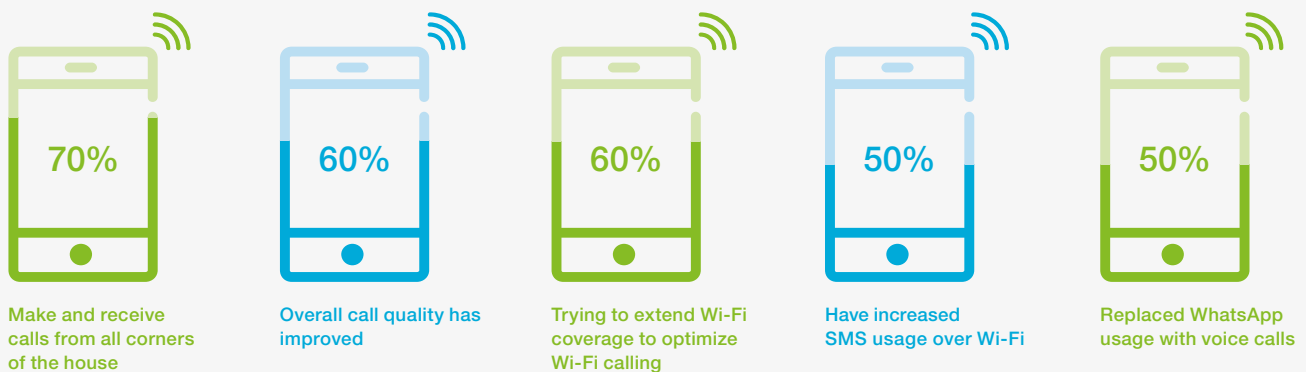 70%
60%
60%
50%
50%
Make and receive
calls from all corners
of the house
Overall call quality has
improved
Trying to extend Wi-Fi
coverage to optimize
Wi-Fi calling
Have increased
SMS usage over Wi-Fi
Replaced WhatsApp
usage with voice calls